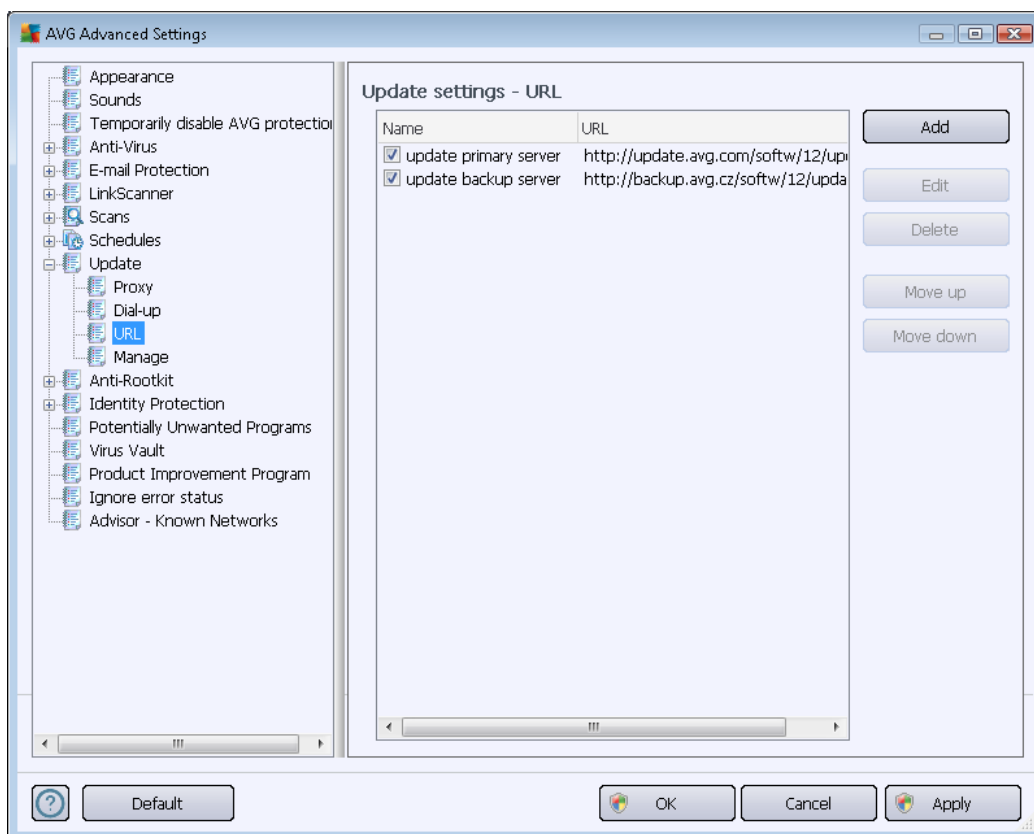 AVG Advanced Settings
Appearance
Sounds
Temporarily disable AVG protection
Anti-Virus
E-mail Protection
LinkScanner
Scans
Schedules
Update
Proxy
Dial-up
URL
Manage
Anti-Rootkit
Identity Protection
Potentially Unwanted Programs
Virus Vault
Product Improvement Program
Ignore error status
Advisor - Known Networks
Update settings - URL
Name URL
update primary server http://update.avg.com/softw/12/up
update backup server http://backup.avg.cz/softw/12/upda
Add
Edit
Delete
Move up
Move down
Default
OK
Cancel
Apply